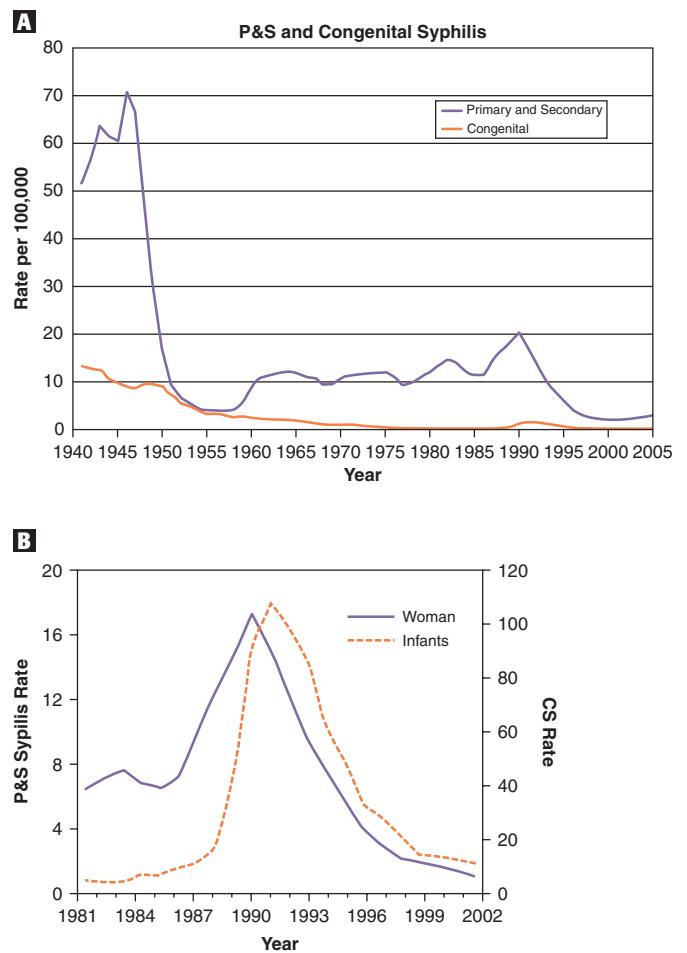 A
P&S and Congenital Syphilis
80
70
60
50
40
30
20
10
0
Rate per 100,000
Primary and Secondary
Congenital
1940 1945 1950 1955 1960 1965 1970 1975 1980 1985 1990 1995 2000 2005
Year
B
20
16
12
8
4
0
P&S Sypilis Rate
Woman
Infants
120
100
80
60
40
20
0
CS Rate
1981 1984 1987 1990 1993 1996 1999 2002
Year